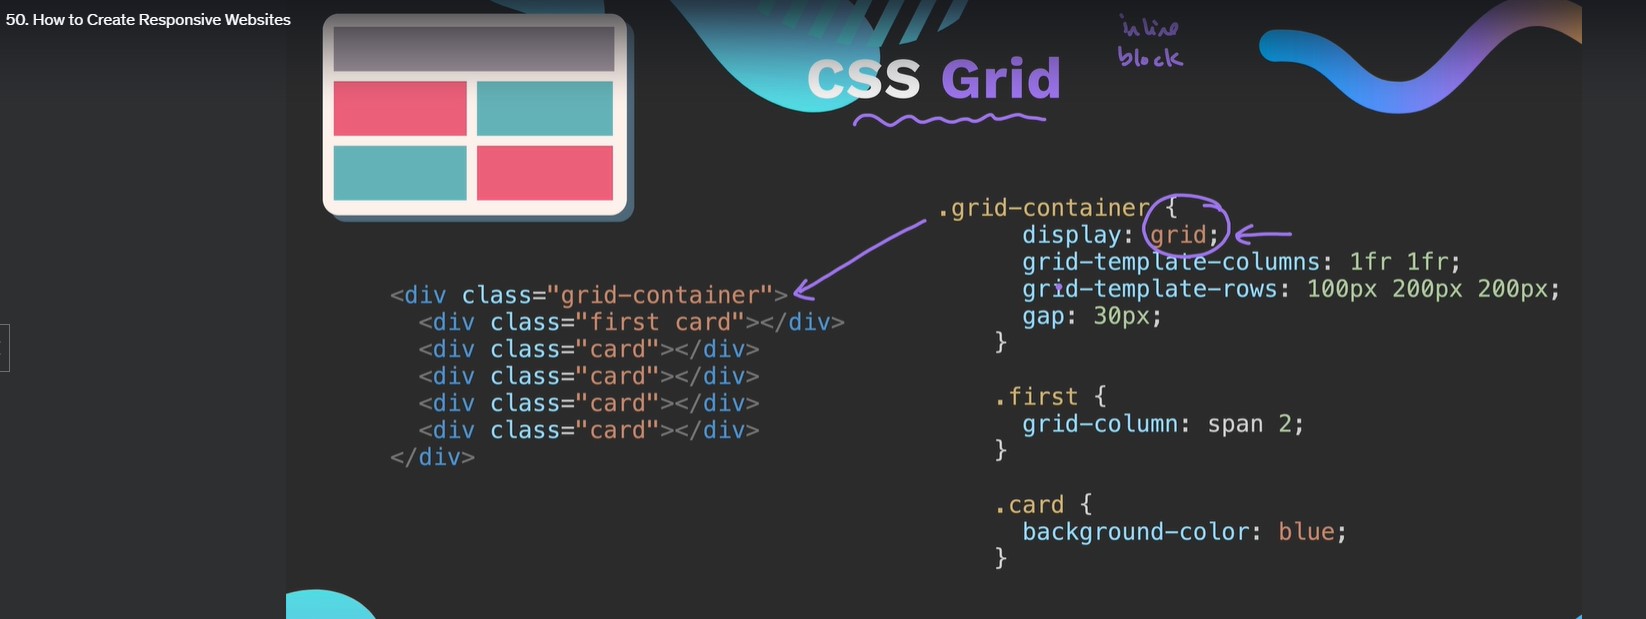 50. How to Create Responsive Websites
inline
block
CSS Grid
.grid-container {
display: grid;
grid-template-columns: 1fr 1fr;
grid-template-rows: 100px 200px 200px;
gap: 30px;
}
.first {
grid-column: span 2;
}
.card {
background-color: blue;
}
<div class="grid-container">
<div class="first card"></div>
<div class="card"></div>
<div class="card"></div>
<div class="card"></div>
<div class="card"></div>
</div>